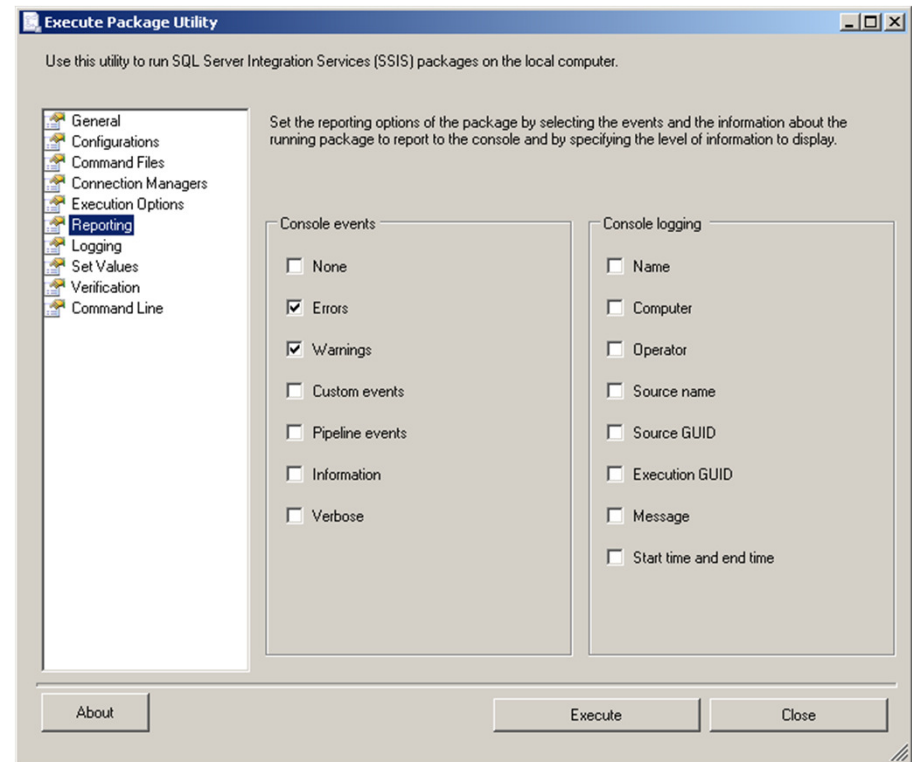 Execute Package Utility
Use this utility to run SQL Server Integration Services (SSIS) packages on the local computer.
General
Configurations
Command Files
Connection Managers
Execution Options
Reporting
Logging
Set Values
Verification
Command Line
Set the reporting options of the package by selecting the events and the information about the
running package to report to the console and by specifying the level of information to display.
Console events
None
Errors
Warnings
Custom events
Pipeline events
Information
Verbose
Console logging
Name
Computer
Operator
Source name
Source GUID
Execution GUID
Message
Start time and end time
About
Execute
Close